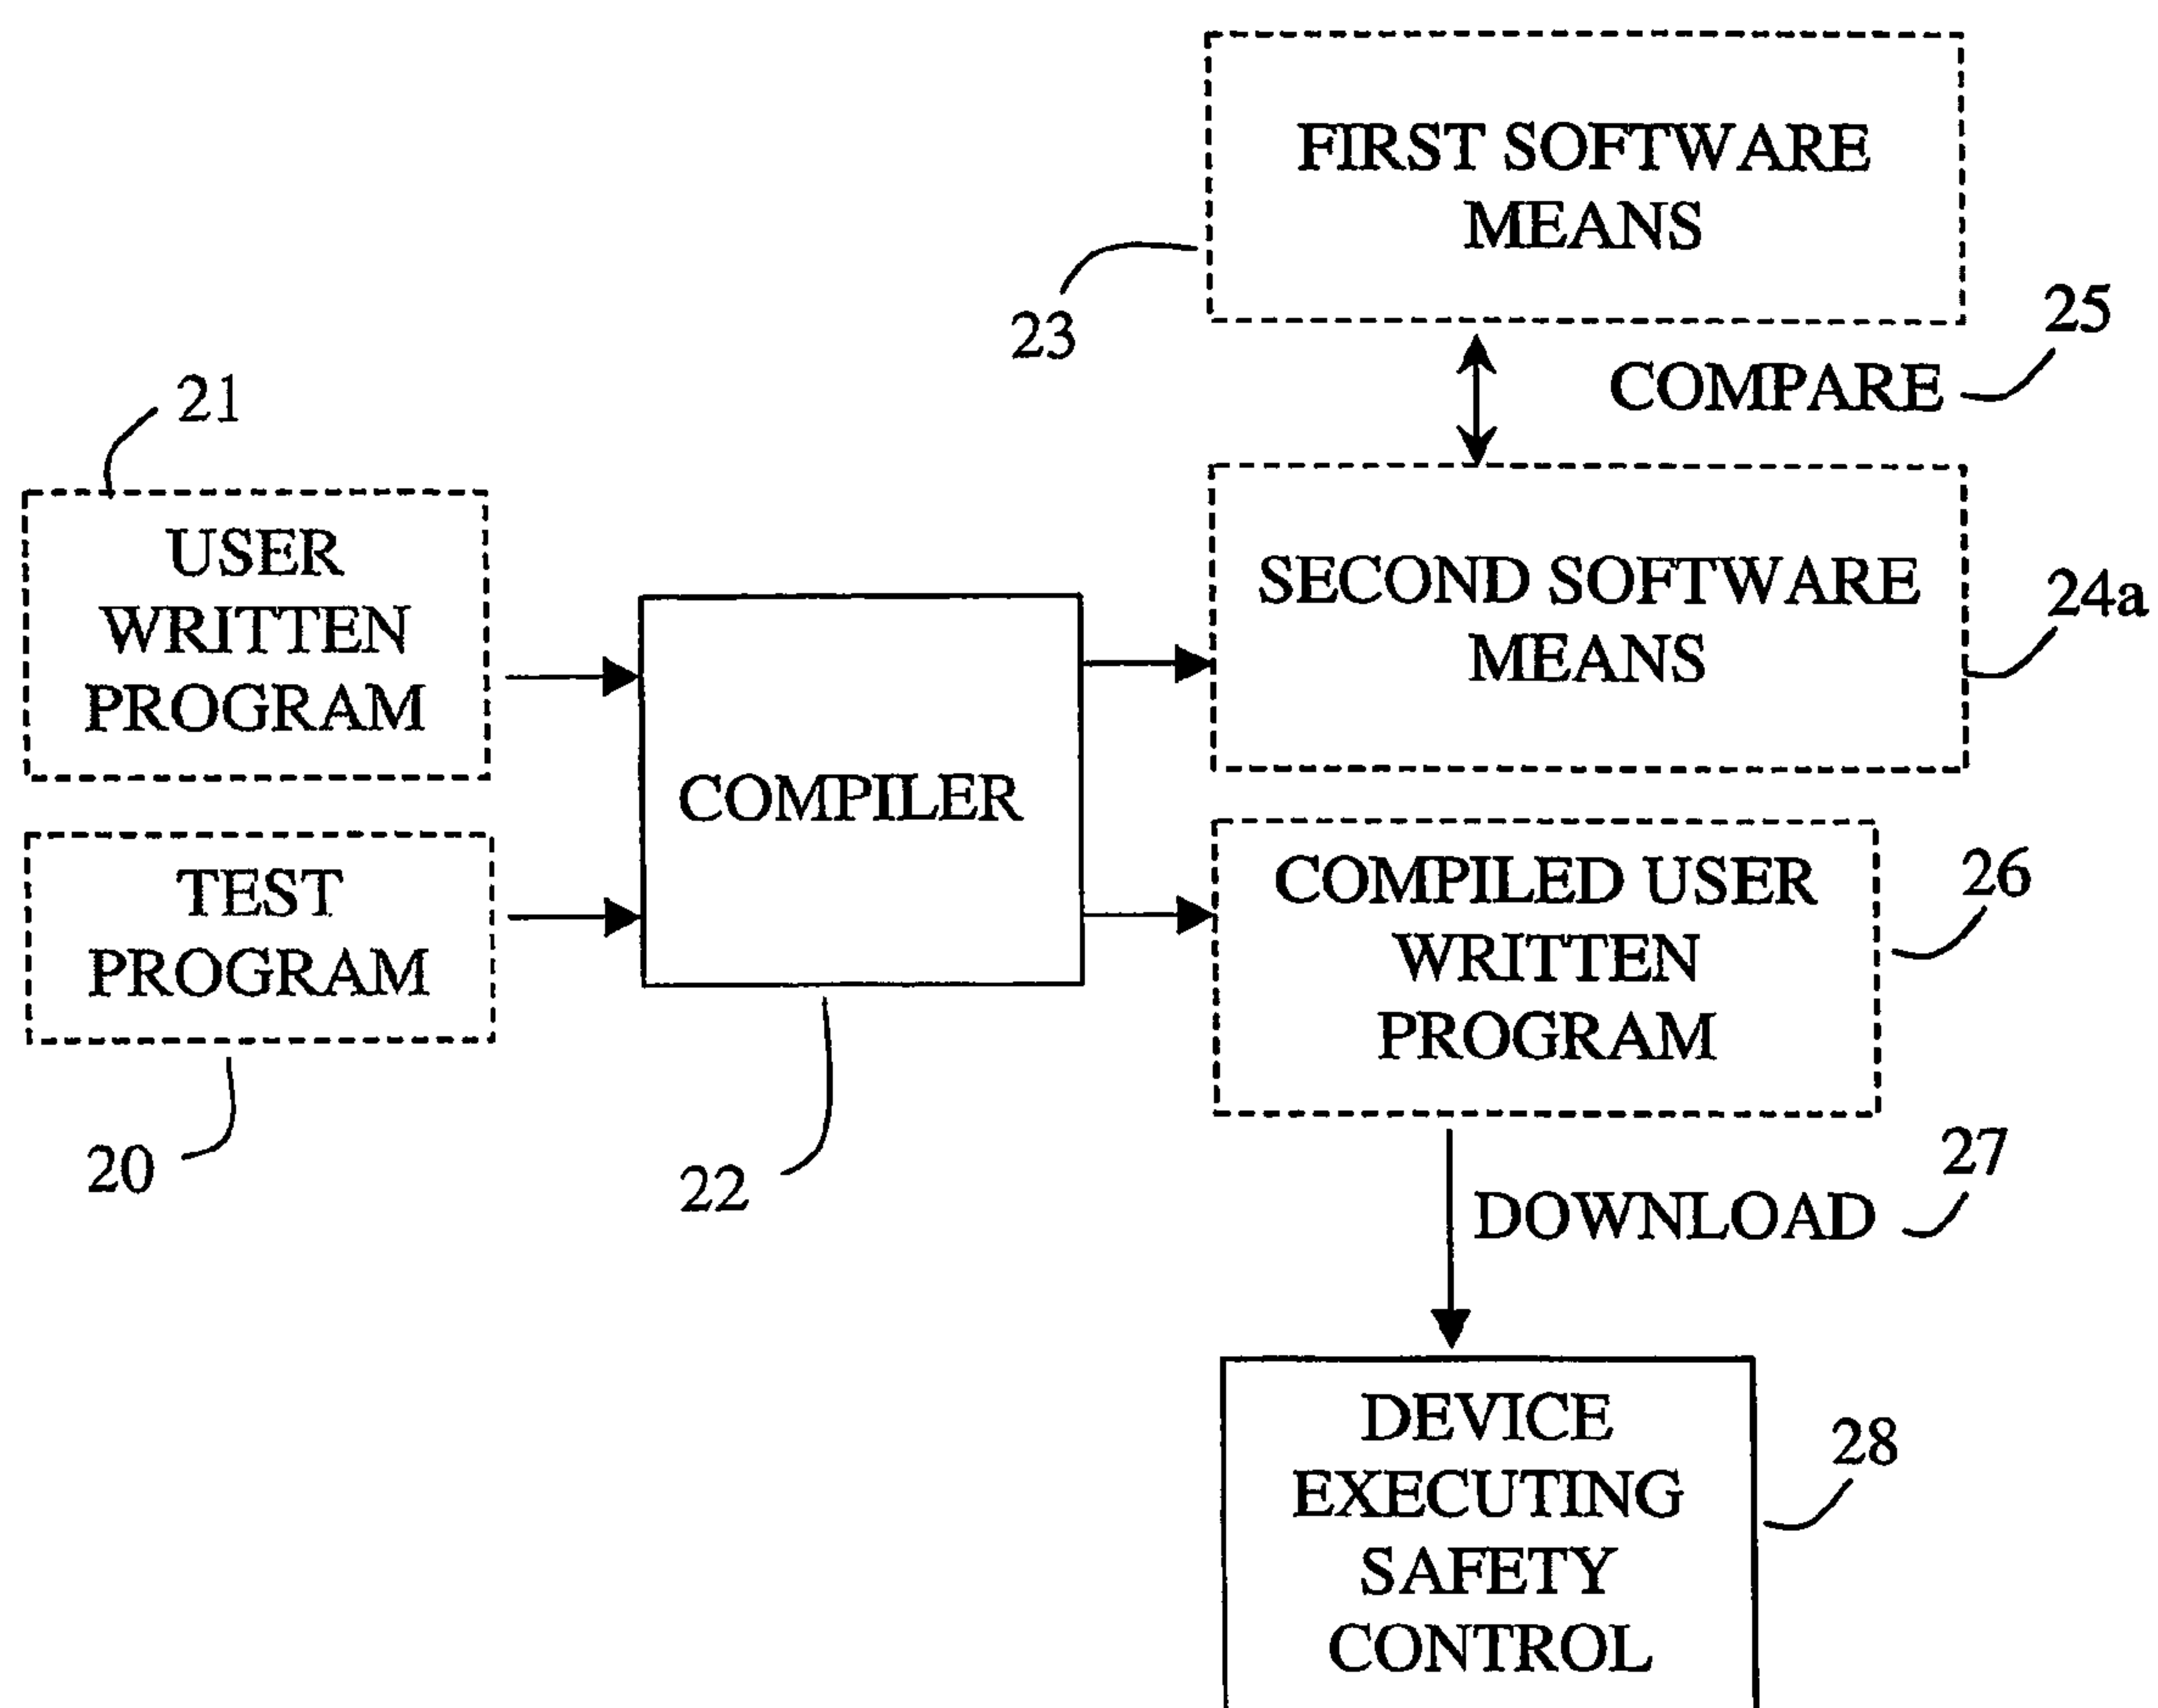 FIRST SOFTWARE
MEANS
23
25
COMPARE
21
USER
WRITTEN
PROGRAM
SECOND SOFTWARE
MEANS
24a
COMPILER
TEST
PROGRAM
COMPILED USER
WRITTEN
PROGRAM
26
20
22
27
DOWNLOAD
DEVICE
EXECUTING
SAFETY
CONTROL
28